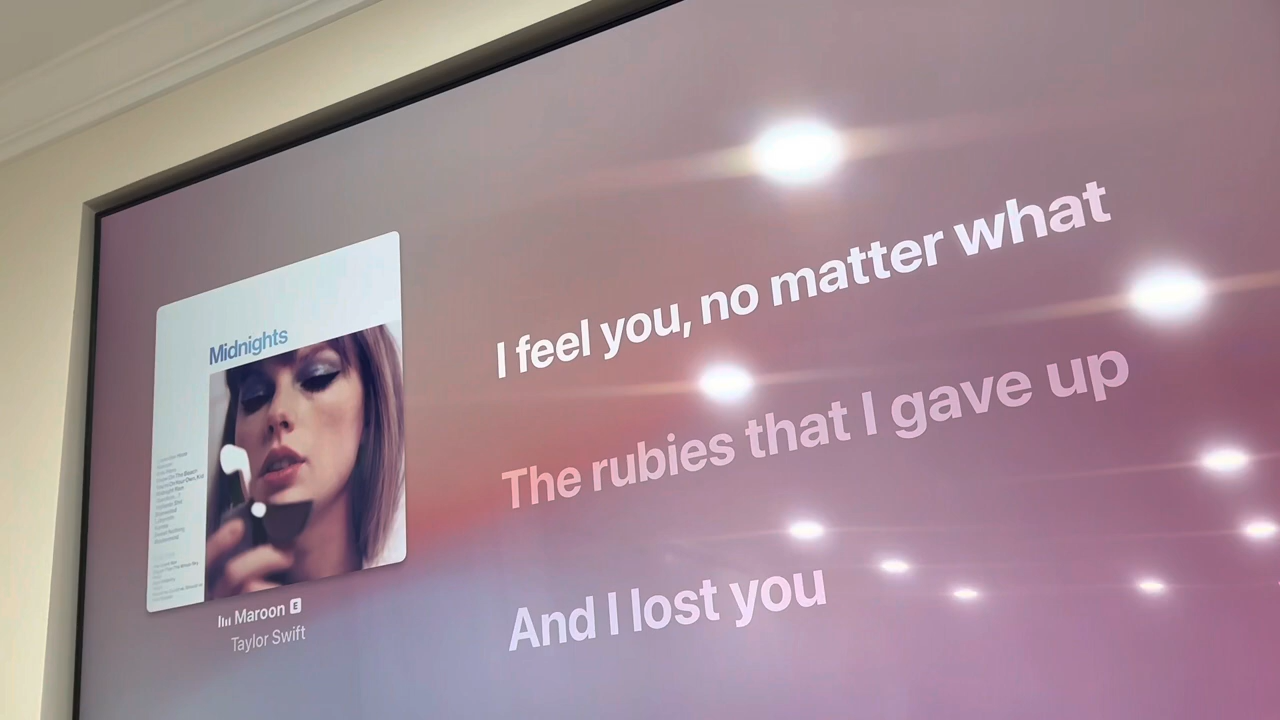 Midnights
Maroon E
Taylor Swift
I feel you, no matter what
The rubies that I gave up
And I lost you